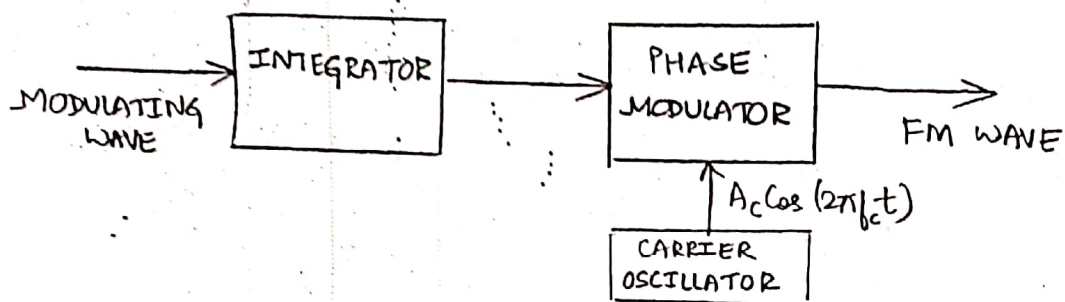 INTEGRATOR
MODULATING
WAVE
PHASE
MODULATOR
FM WAVE
A_c Cos (2πf_c t)
CARRIER
OSCILLATOR